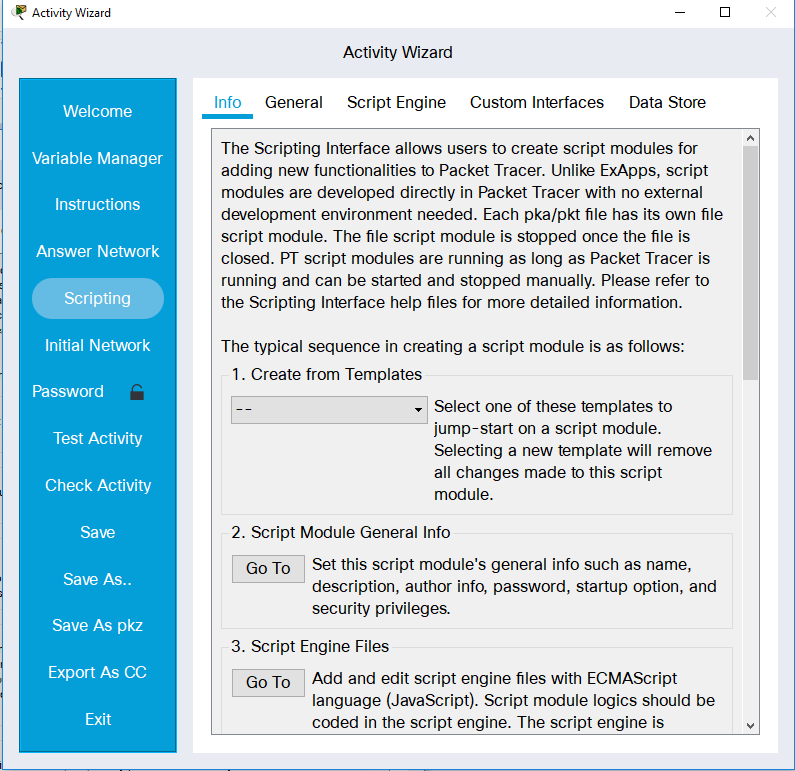 Activity Wizard
Activity Wizard
Welcome
Variable Manager
Instructions
Answer Network
Scripting
Initial Network
Password
Test Activity
Check Activity
Save
Save As..
Save As pkz
Export As CC
Exit
Info General Script Engine Custom Interfaces Data Store
The Scripting Interface allows users to create script modules for
adding new functionalities to Packet Tracer. Unlike ExApps, script
modules are developed directly in Packet Tracer with no external
development environment needed. Each pka/pkt file has its own file
script module. The file script module is stopped once the file is
closed. PT script modules are running as long as Packet Tracer is
running and can be started and stopped manually. Please refer to
the Scripting Interface help files for more detailed information.
The typical sequence in creating a script module is as follows:
1. Create from Templates
--
Select one of these templates to
jump-start on a script module.
Selecting a new template will remove
all changes made to this script
module.
2. Script Module General Info
Go To
Set this script module's general info such as name,
description, author info, password, startup option, and
security privileges.
3. Script Engine Files
Go To
Add and edit script engine files with ECMAScript
language (JavaScript). Script module logics should be
coded in the script engine. The script engine is